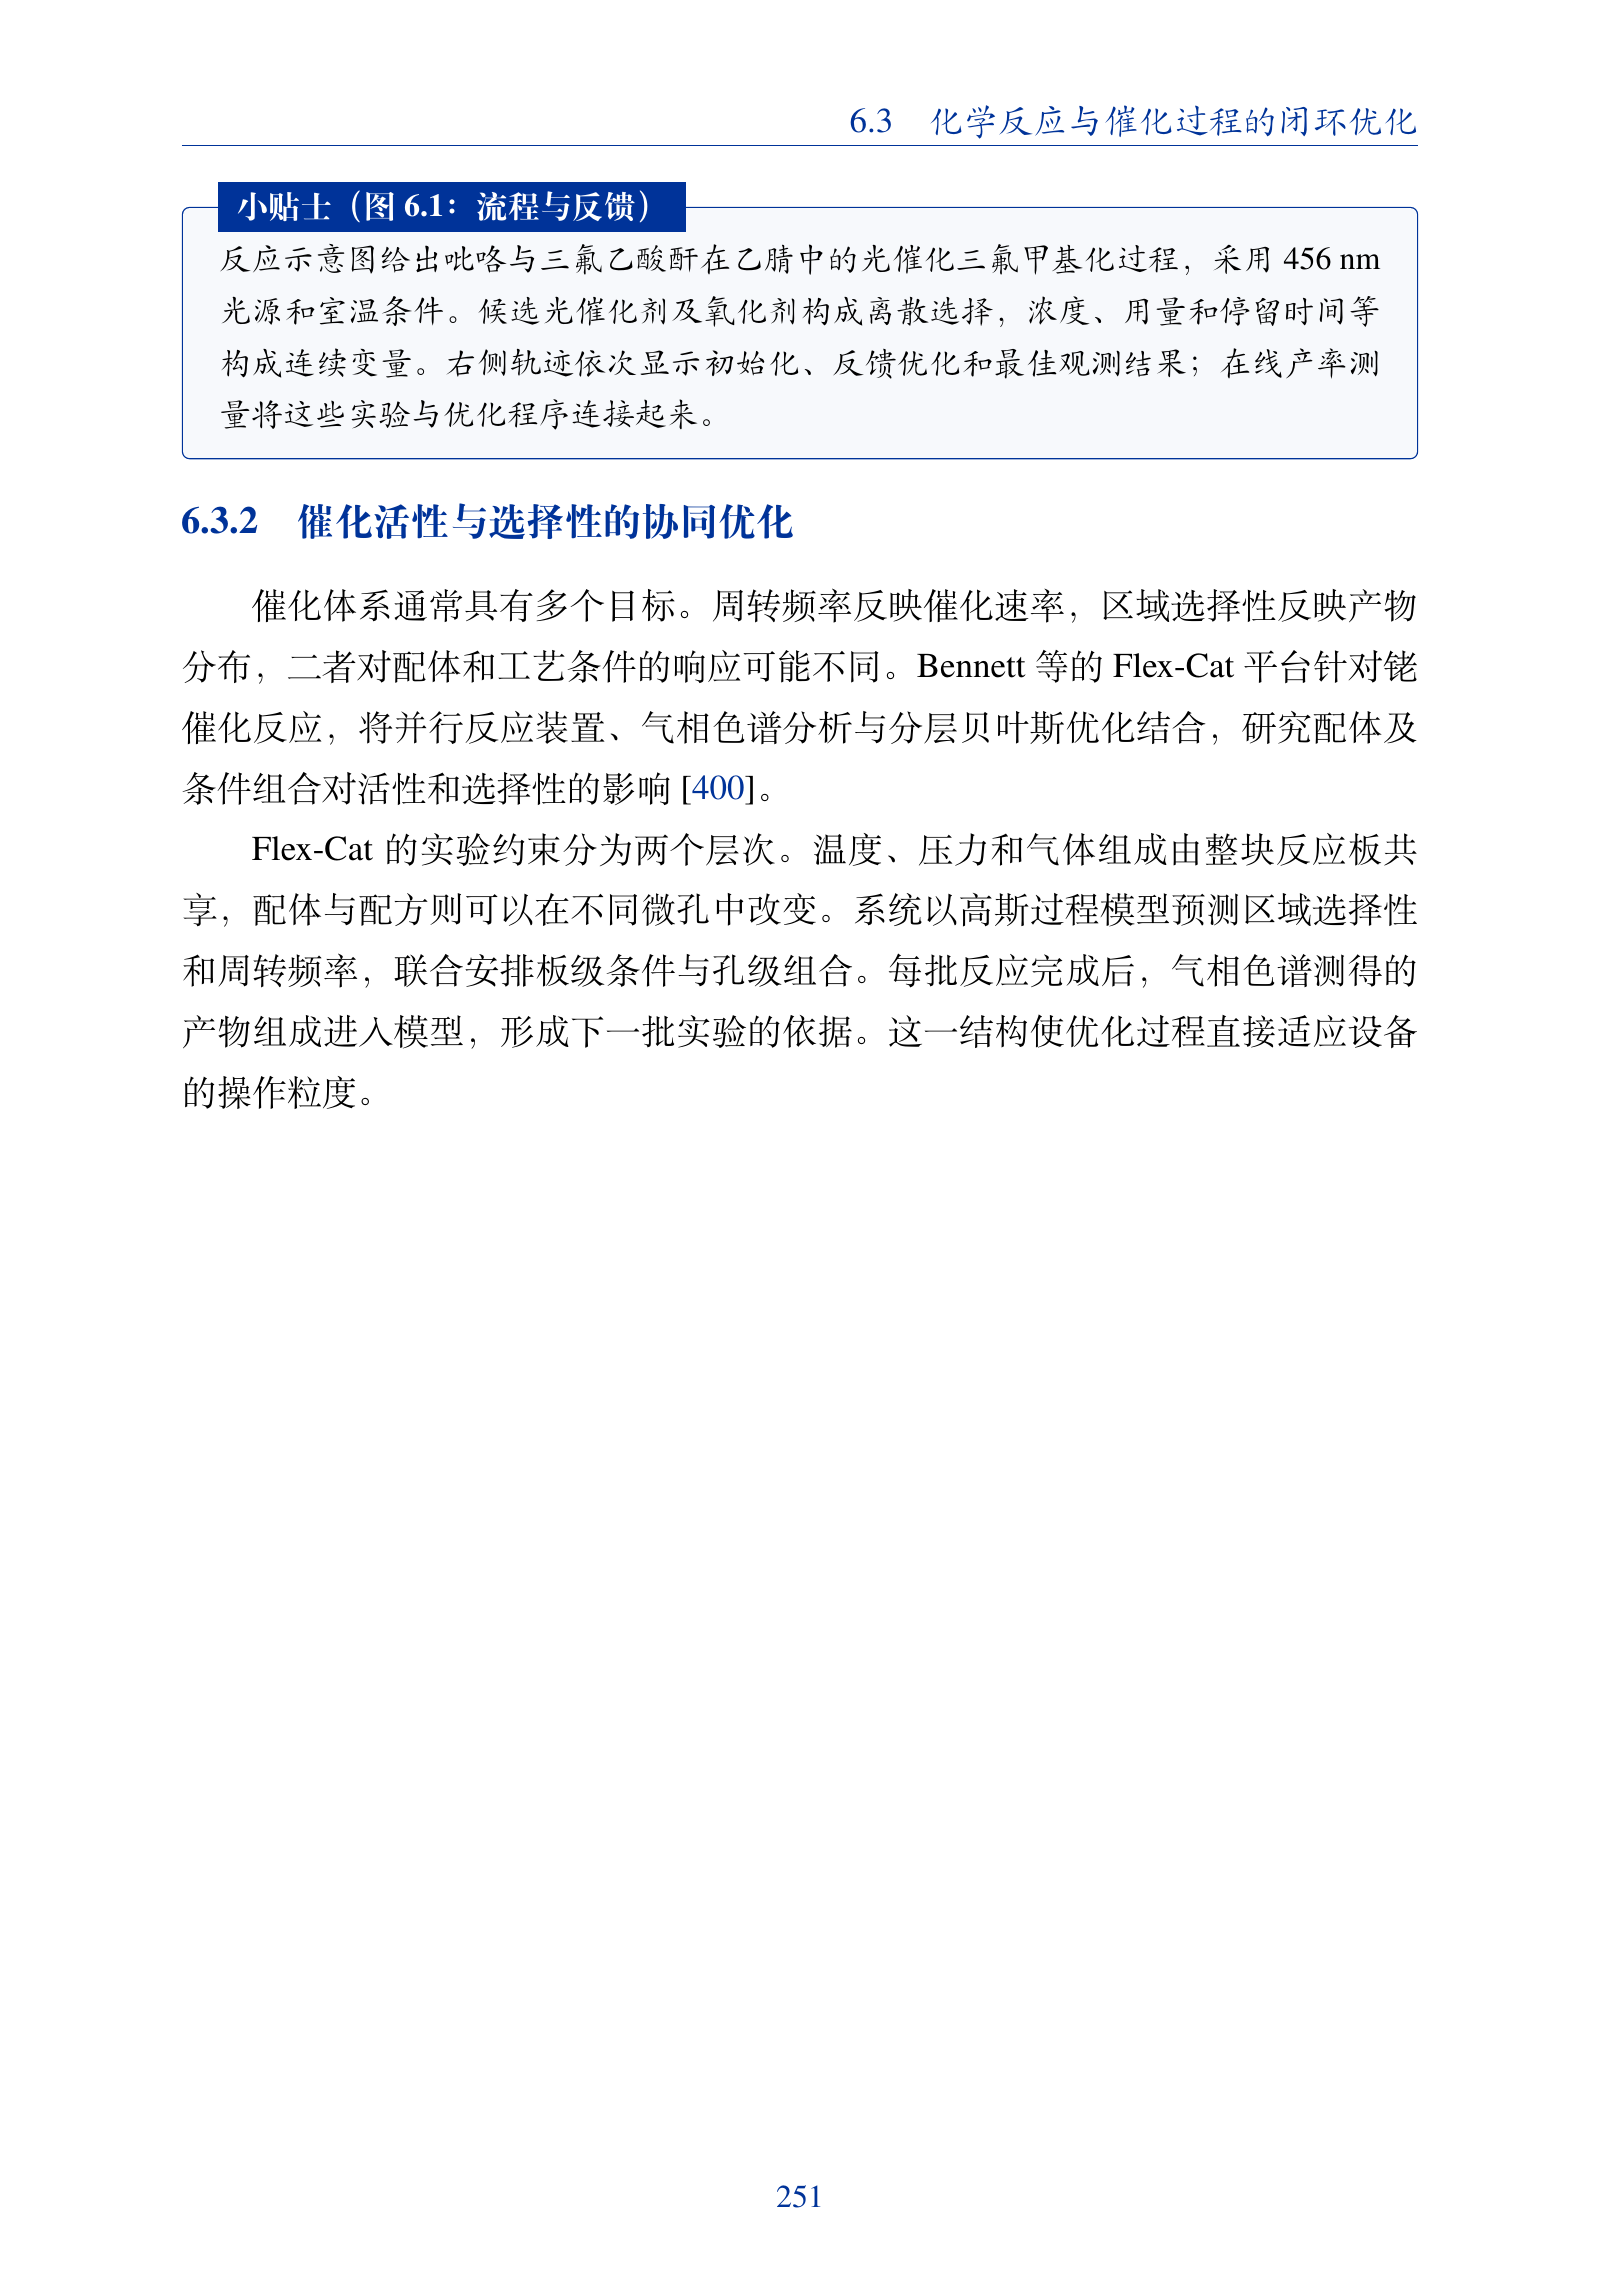 6.3 化学反应与催化过程的闭环优化
小贴士（图 6.1：流程与反馈）
反应示意图给出吡咯与三氟乙酸酐在乙腈中的光催化三氟甲基化过程，采用 456 nm
光源和室温条件。候选光催化剂及氧化剂构成离散选择，浓度、用量和停留时间等
构成连续变量。右侧轨迹依次显示初始化、反馈优化和最佳观测结果；在线产率测
量将这些实验与优化程序连接起来。
6.3.2 催化活性与选择性的协同优化
催化体系通常具有多个目标。周转频率反映催化速率，区域选择性反映产物
分布，二者对配体和工艺条件的响应可能不同。Bennett 等的 Flex-Cat 平台针对铑
催化反应，将并行反应装置、气相色谱分析与分层贝叶斯优化结合，研究配体及
条件组合对活性和选择性的影响 [400]。
Flex-Cat 的实验约束分为两个层次。温度、压力和气体组成由整块反应板共
享，配体与配方则可以在不同微孔中改变。系统以高斯过程模型预测区域选择性
和周转频率，联合安排板级条件与孔级组合。每批反应完成后，气相色谱测得的
产物组成进入模型，形成下一批实验的依据。这一结构使优化过程直接适应设备
的操作粒度。
251